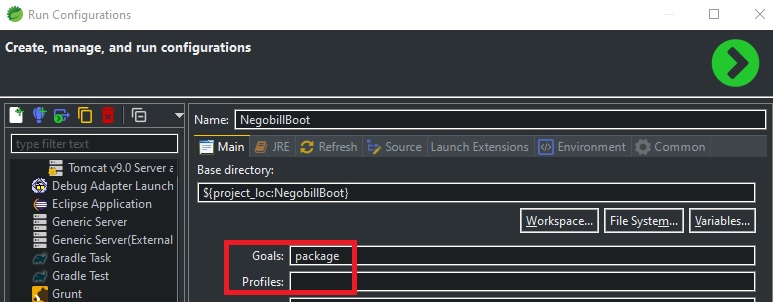 Run Configurations
Create, manage, and run configurations
Name: NegobillBoot
type filter text
Main JRE Refresh Source Launch Extensions Environment Common
Tomcat v9.0 Server a
Debug Adapter Launch
Eclipse Application
Generic Server
Generic Server(External
Gradle Task
Gradle Test
Grunt
Base directory:
${project_loc:NegobillBoot}
Workspace... File System... Variables...
Goals: package
Profiles: